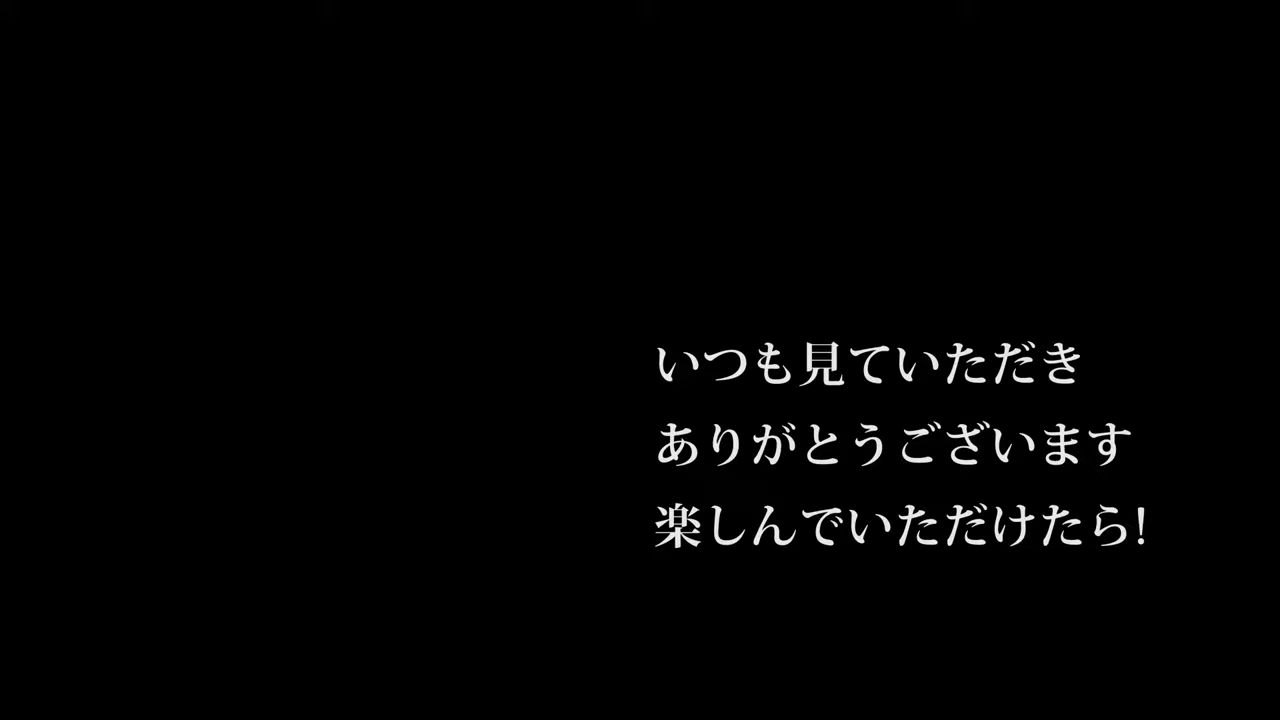 いつも見ていただき
ありがとうございます
楽しんでいただけたら!